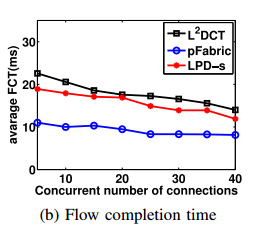 30
20
10
0
avarage FCT(ms)
L²DCT
pFabric
LPD-s
10 20 30 40
Concurrent number of connections
(b) Flow completion time